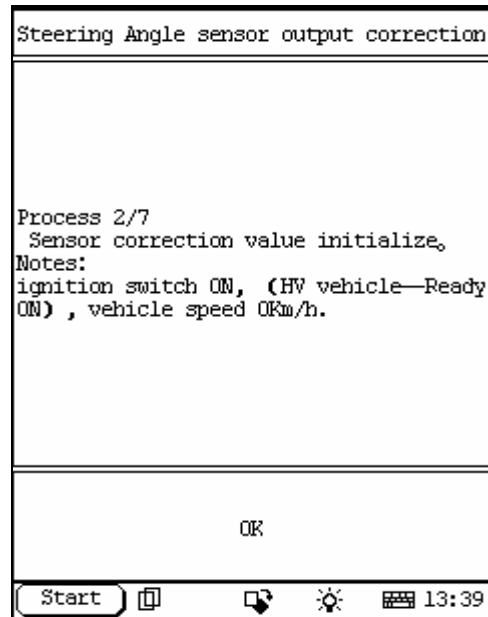 Steering Angle sensor output correction
Process 2/7
Sensor correction value initialize。
Notes:
ignition switch ON, (HV vehicle—Ready
ON) , vehicle speed 0Km/h.
OK
Start 13:39